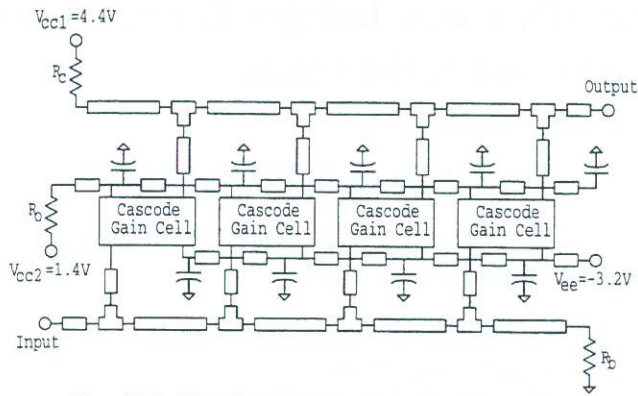 Vcc1=4.4V
Rc
Output
Rb
Cascode
Gain Cell
Cascode
Gain Cell
Cascode
Gain Cell
Cascode
Gain Cell
Vcc2=1.4V
Vee=-3.2V
Input
Rb